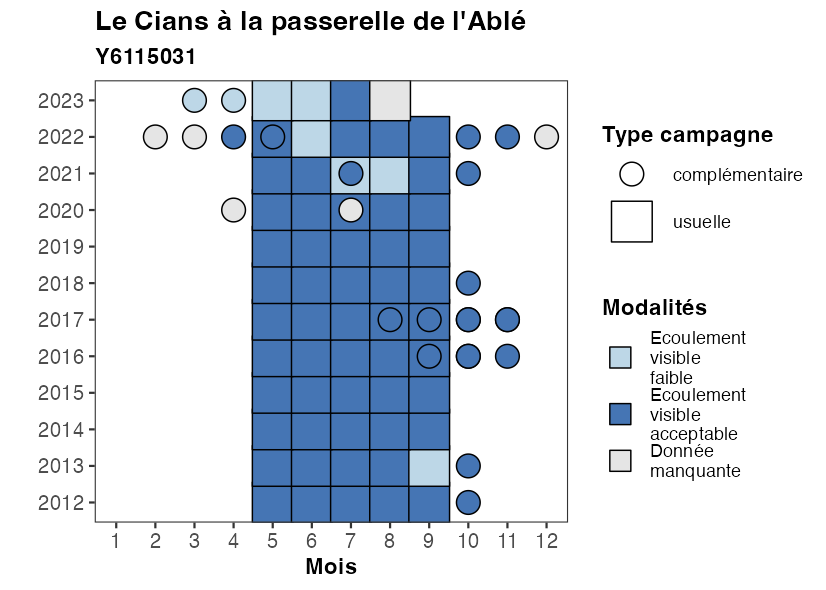 Le Cians à la passerelle de l'Ablé
Y6115031
2023
2022
2021
2020
2019
2018
2017
2016
2015
2014
2013
2012
1 2 3 4 5 6 7 8 9 10 11 12
Mois
Type campagne
complémentaire
usuelle
Modalités
Ecoulement
visible
faible
Ecoulement
visible
acceptable
Donnée
manquante